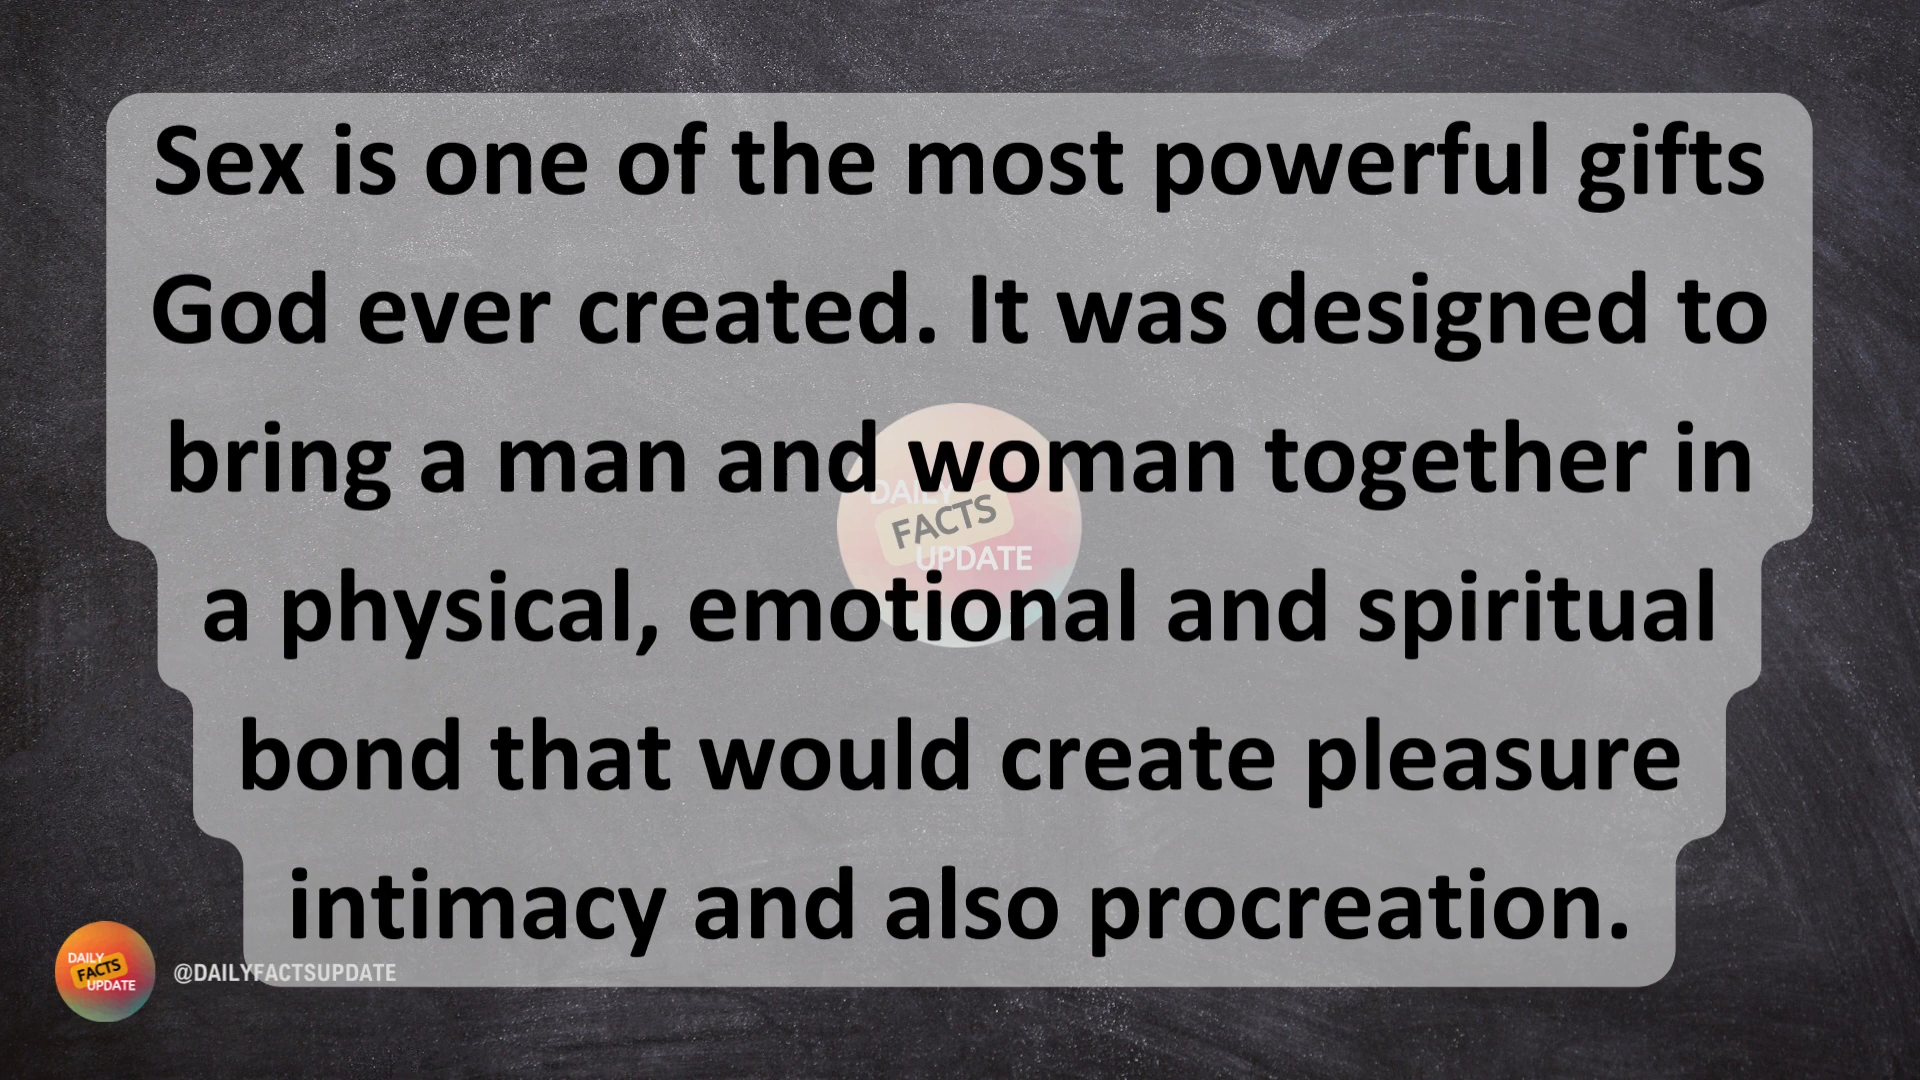 Sex is one of the most powerful gifts
God ever created. It was designed to
bring a man and woman together in
a physical, emotional and spiritual
bond that would create pleasure
intimacy and also procreation.
DAILY
FACTS
UPDATE
DAILY
FACTS
UPDATE
@DAILYFACTSUPDATE